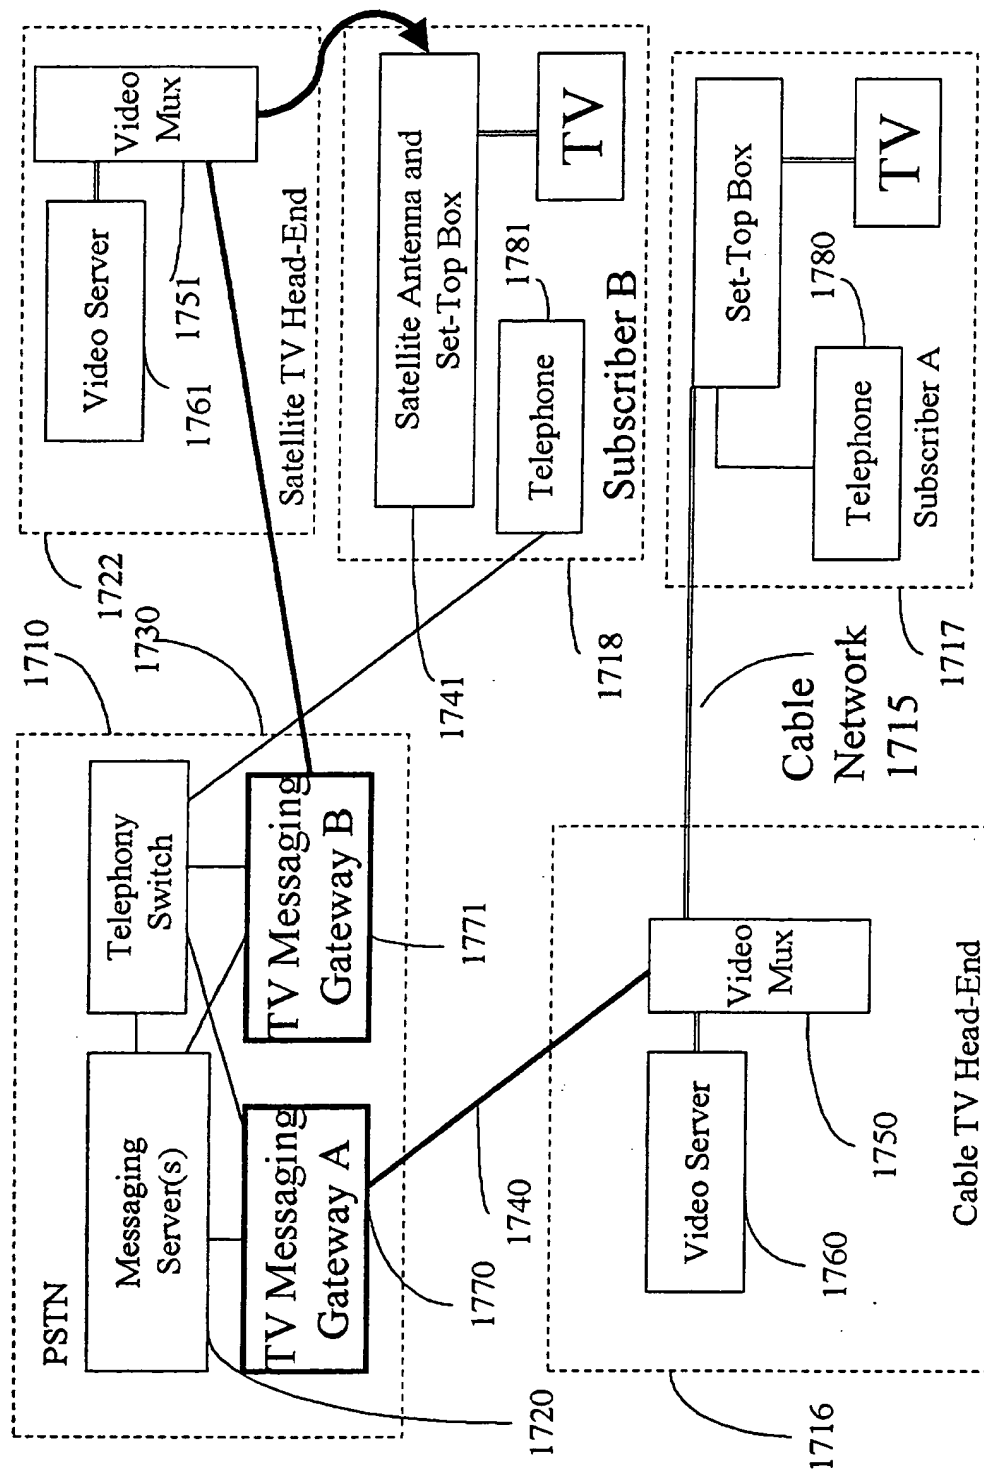 PSTN
Messaging
Server(s)
Telephony
Switch
TV Messaging
Gateway A
TV Messaging
Gateway B
1710
1730
1720
1770
1771
1740
1722
Video Server
Video
Mux
1761
1751
Satellite TV Head-End
Satellite Antenna and
Set-Top Box
TV
Telephone
1781
Subscriber B
1741
1718
Set-Top Box
TV
Telephone
1780
Subscriber A
1717
Cable
Network
1715
Video
Mux
Video Server
1750
1760
Cable TV Head-End
1716